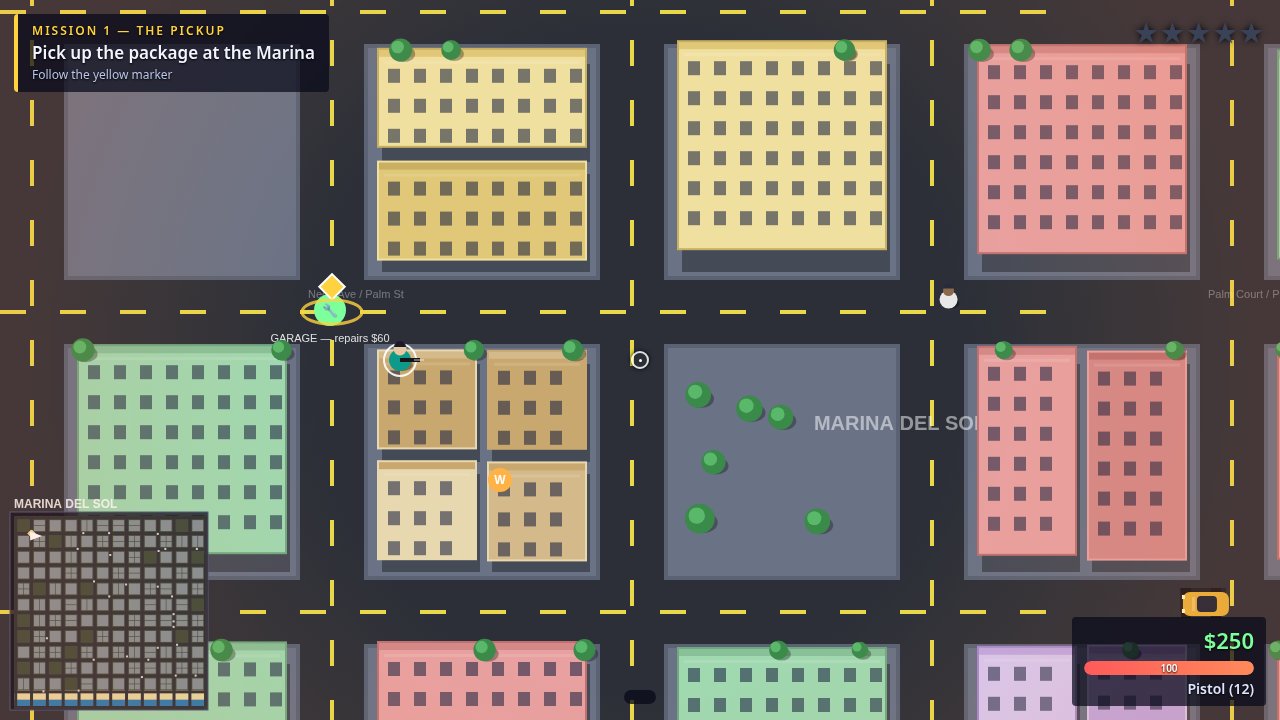 MISSION 1 — THE PICKUP
Pick up the package at the Marina
Follow the yellow marker
Ave / Palm St
Palm Court / P
GARAGE — repairs $60
MARINA DEL SOL
W
MARINA DEL SOL
$250
100
Pistol (12)